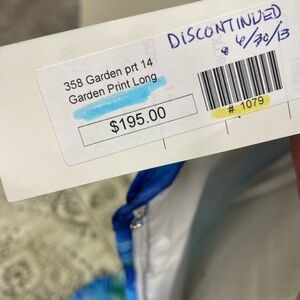 DISCONTINUED
6/30/13
358 Garden prt 14
Garden Print Long
$195.00
# 1079